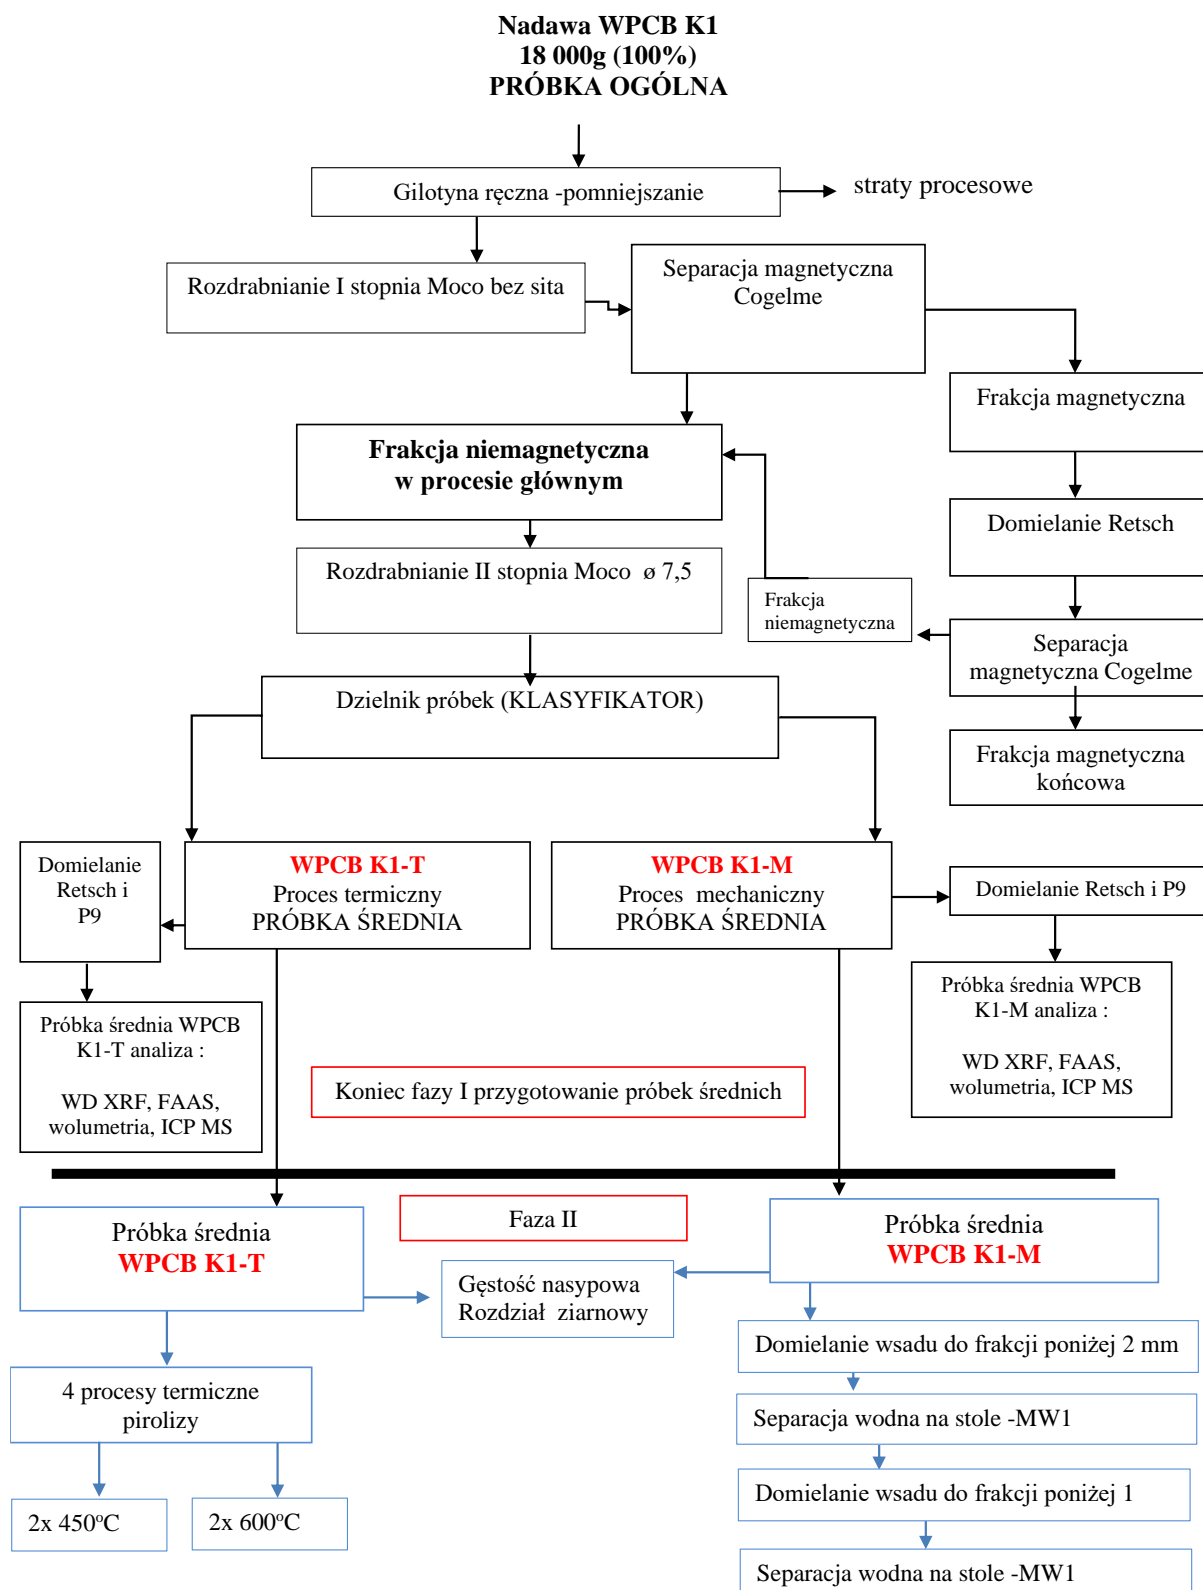 Nadawa WPCB K1
18 000g (100%)
PRÓBKA OGÓLNA
Gilotyna ręczna -pomniejszanie
straty procesowe
Rozdrabnianie I stopnia Moco bez sita
Separacja magnetyczna
Cogelme
Frakcja magnetyczna
Frakcja niemagnetyczna
w procesie głównym
Domielanie Retsch
Rozdrabnianie II stopnia Moco ø 7,5
Frakcja
niemagnetyczna
Separacja
magnetyczna Cogelme
Dzielnik próbek (KLASYFIKATOR)
Frakcja magnetyczna
końcowa
Domielanie
Retsch i
P9
WPCB K1-T
Proces termiczny
PRÓBKA ŚREDNIA
WPCB K1-M
Proces mechaniczny
PRÓBKA ŚREDNIA
Domielanie Retsch i P9
Próbka średnia WPCB
K1-T analiza :
WD XRF, FAAS,
wolumetria, ICP MS
Próbka średnia WPCB
K1-M analiza :
WD XRF, FAAS,
wolumetria, ICP MS
Koniec fazy I przygotowanie próbek średnich
Próbka średnia
WPCB K1-T
Faza II
Próbka średnia
WPCB K1-M
Gęstość nasypowa
Rozdział ziarnowy
Domielanie wsadu do frakcji poniżej 2 mm
4 procesy termiczne
pirolizy
Separacja wodna na stole -MW1
Domielanie wsadu do frakcji poniżej 1
2x 450°C
2x 600°C
Separacja wodna na stole -MW1